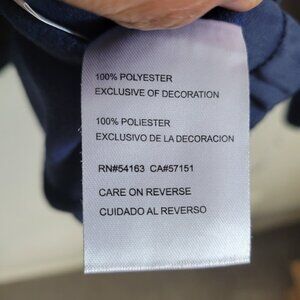 100% POLYESTER
EXCLUSIVE OF DECORATION
100% POLIESTER
EXCLUSIVO DE LA DECORACION
RN#54163 CA#57151
CARE ON REVERSE
CUIDADO AL REVERSO